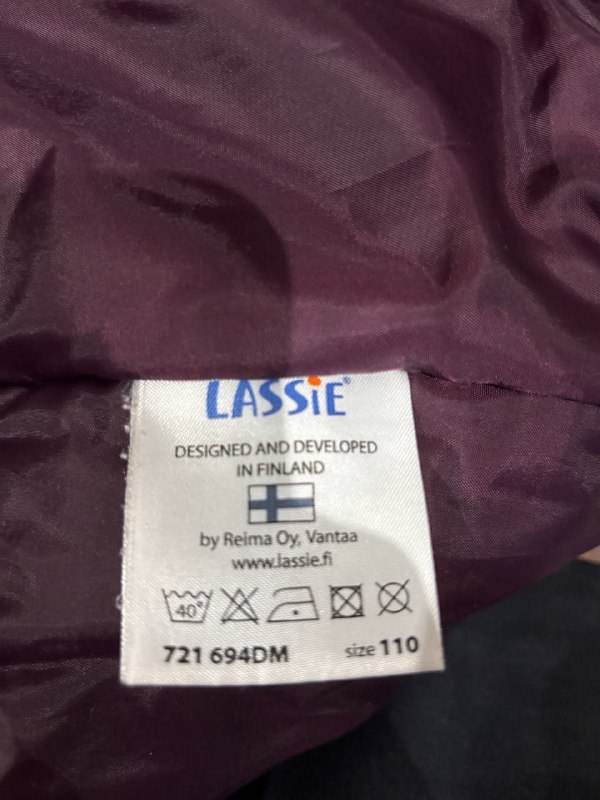 LASSiE®
DESIGNED AND DEVELOPED
IN FINLAND
by Reima Oy, Vantaa
www.lassie.fi
40°
721 694DM size 110